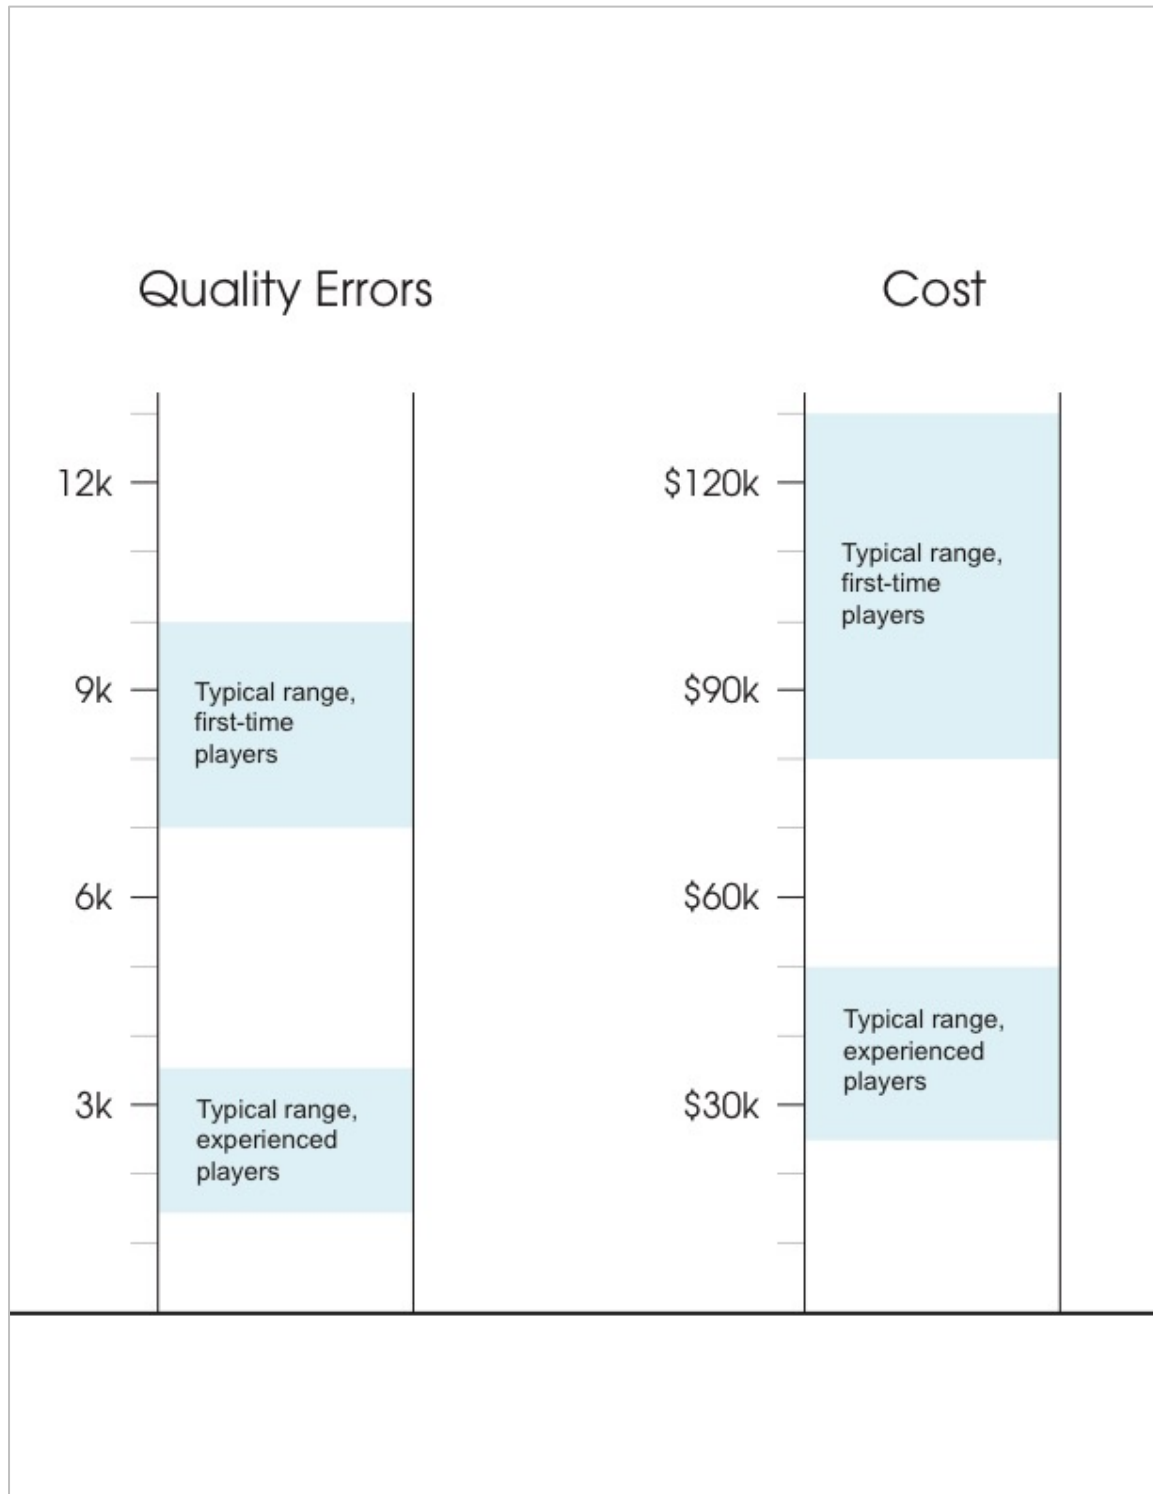 Quality Errors
12k
9k
Typical range,
first-time
players
6k
3k
Typical range,
experienced
players
Cost
$120k
Typical range,
first-time
players
$90k
$60k
Typical range,
experienced
players
$30k